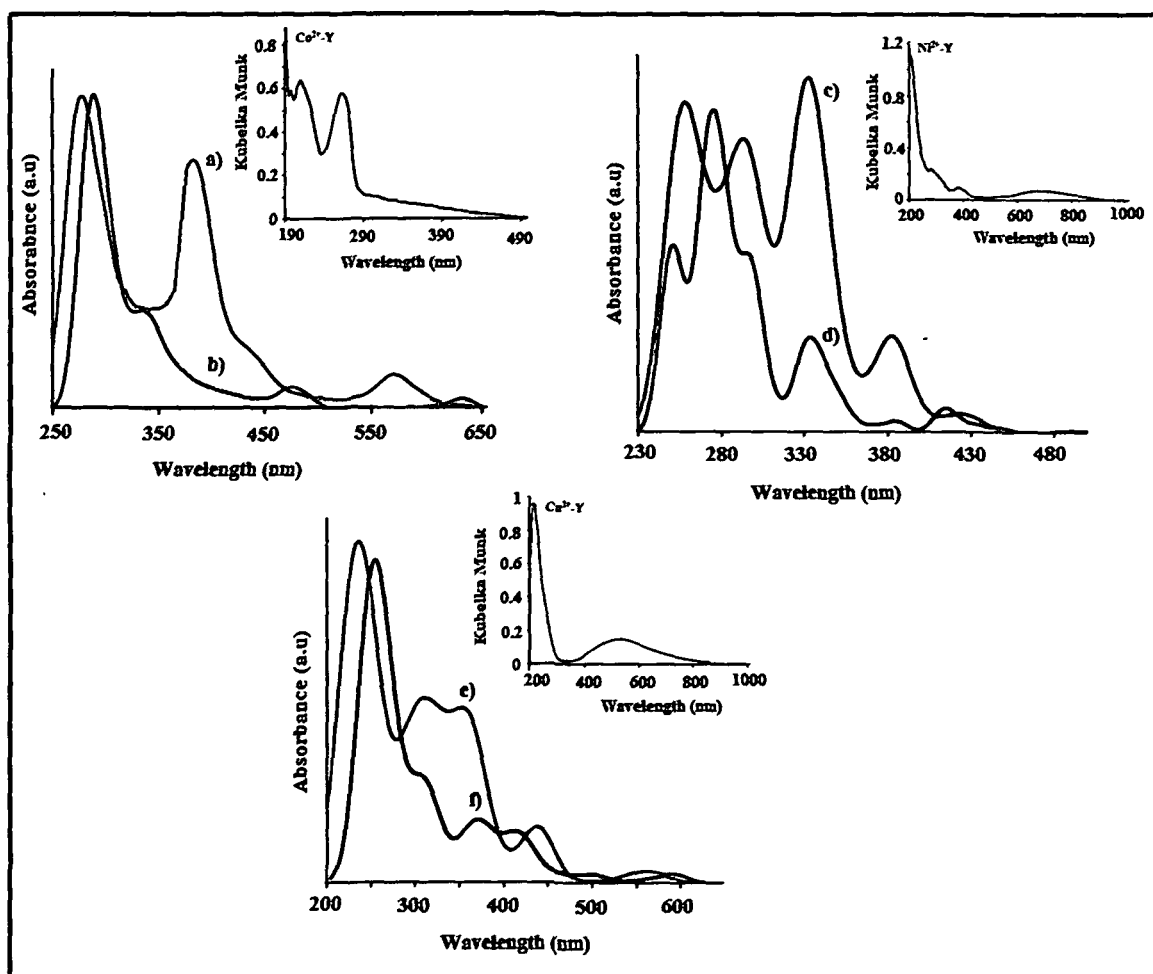 Co²⁺-Y
0.8
0.6
0.4
0.2
0
Kubelka Munk
190 290 390 490
Wavelength (nm)
a)
b)
Absorabnce (a.u)
250 350 450 550 650
Wavelength (nm)
Ni²⁺-Y
1.2
0.8
0.4
0
Kubelka Munk
200 400 600 800 1000
Wavelength (nm)
c)
d)
Absorbance (a.u)
230 280 330 380 430 480
Wavelength (nm)
Cu²⁺-Y
1
0.8
0.6
0.4
0.2
0
Kubelka Munk
200 400 600 800 1000
Wavelength (nm)
e)
f)
Absorbance (a.u)
200 300 400 500 600
Wavelength (nm)